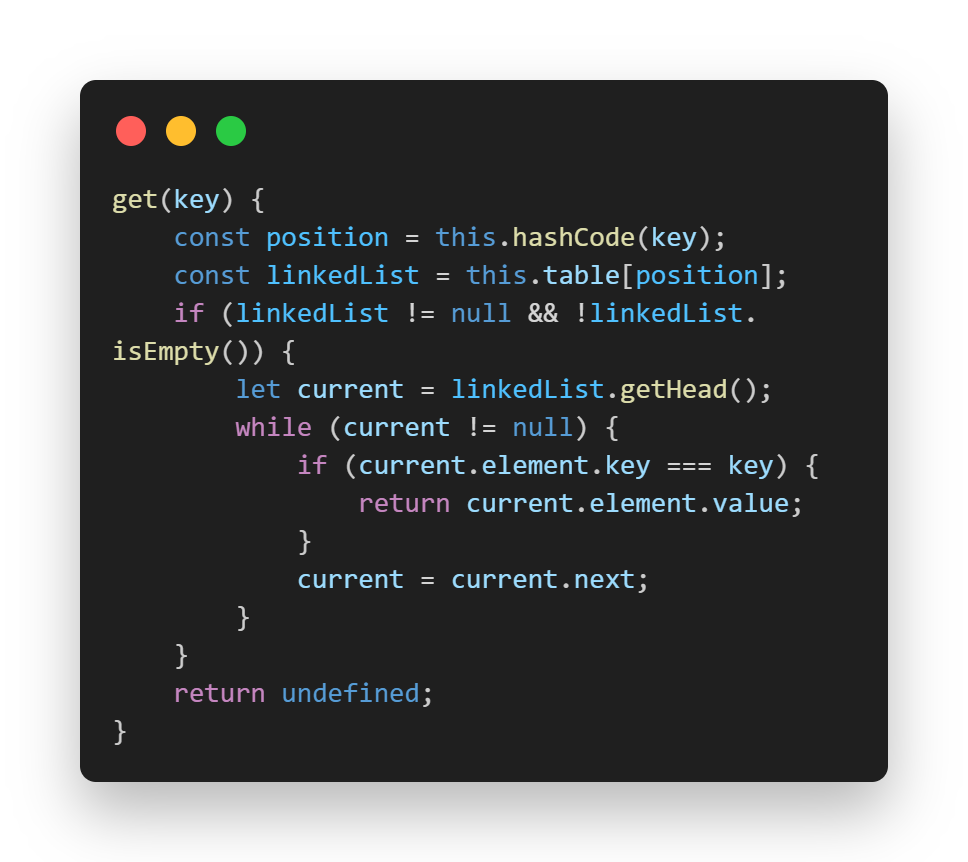 get(key) {
    const position = this.hashCode(key);
    const linkedList = this.table[position];
    if (linkedList != null && !linkedList.
isEmpty()) {
        let current = linkedList.getHead();
        while (current != null) {
            if (current.element.key === key) {
                return current.element.value;
            }
            current = current.next;
        }
    }
    return undefined;
}